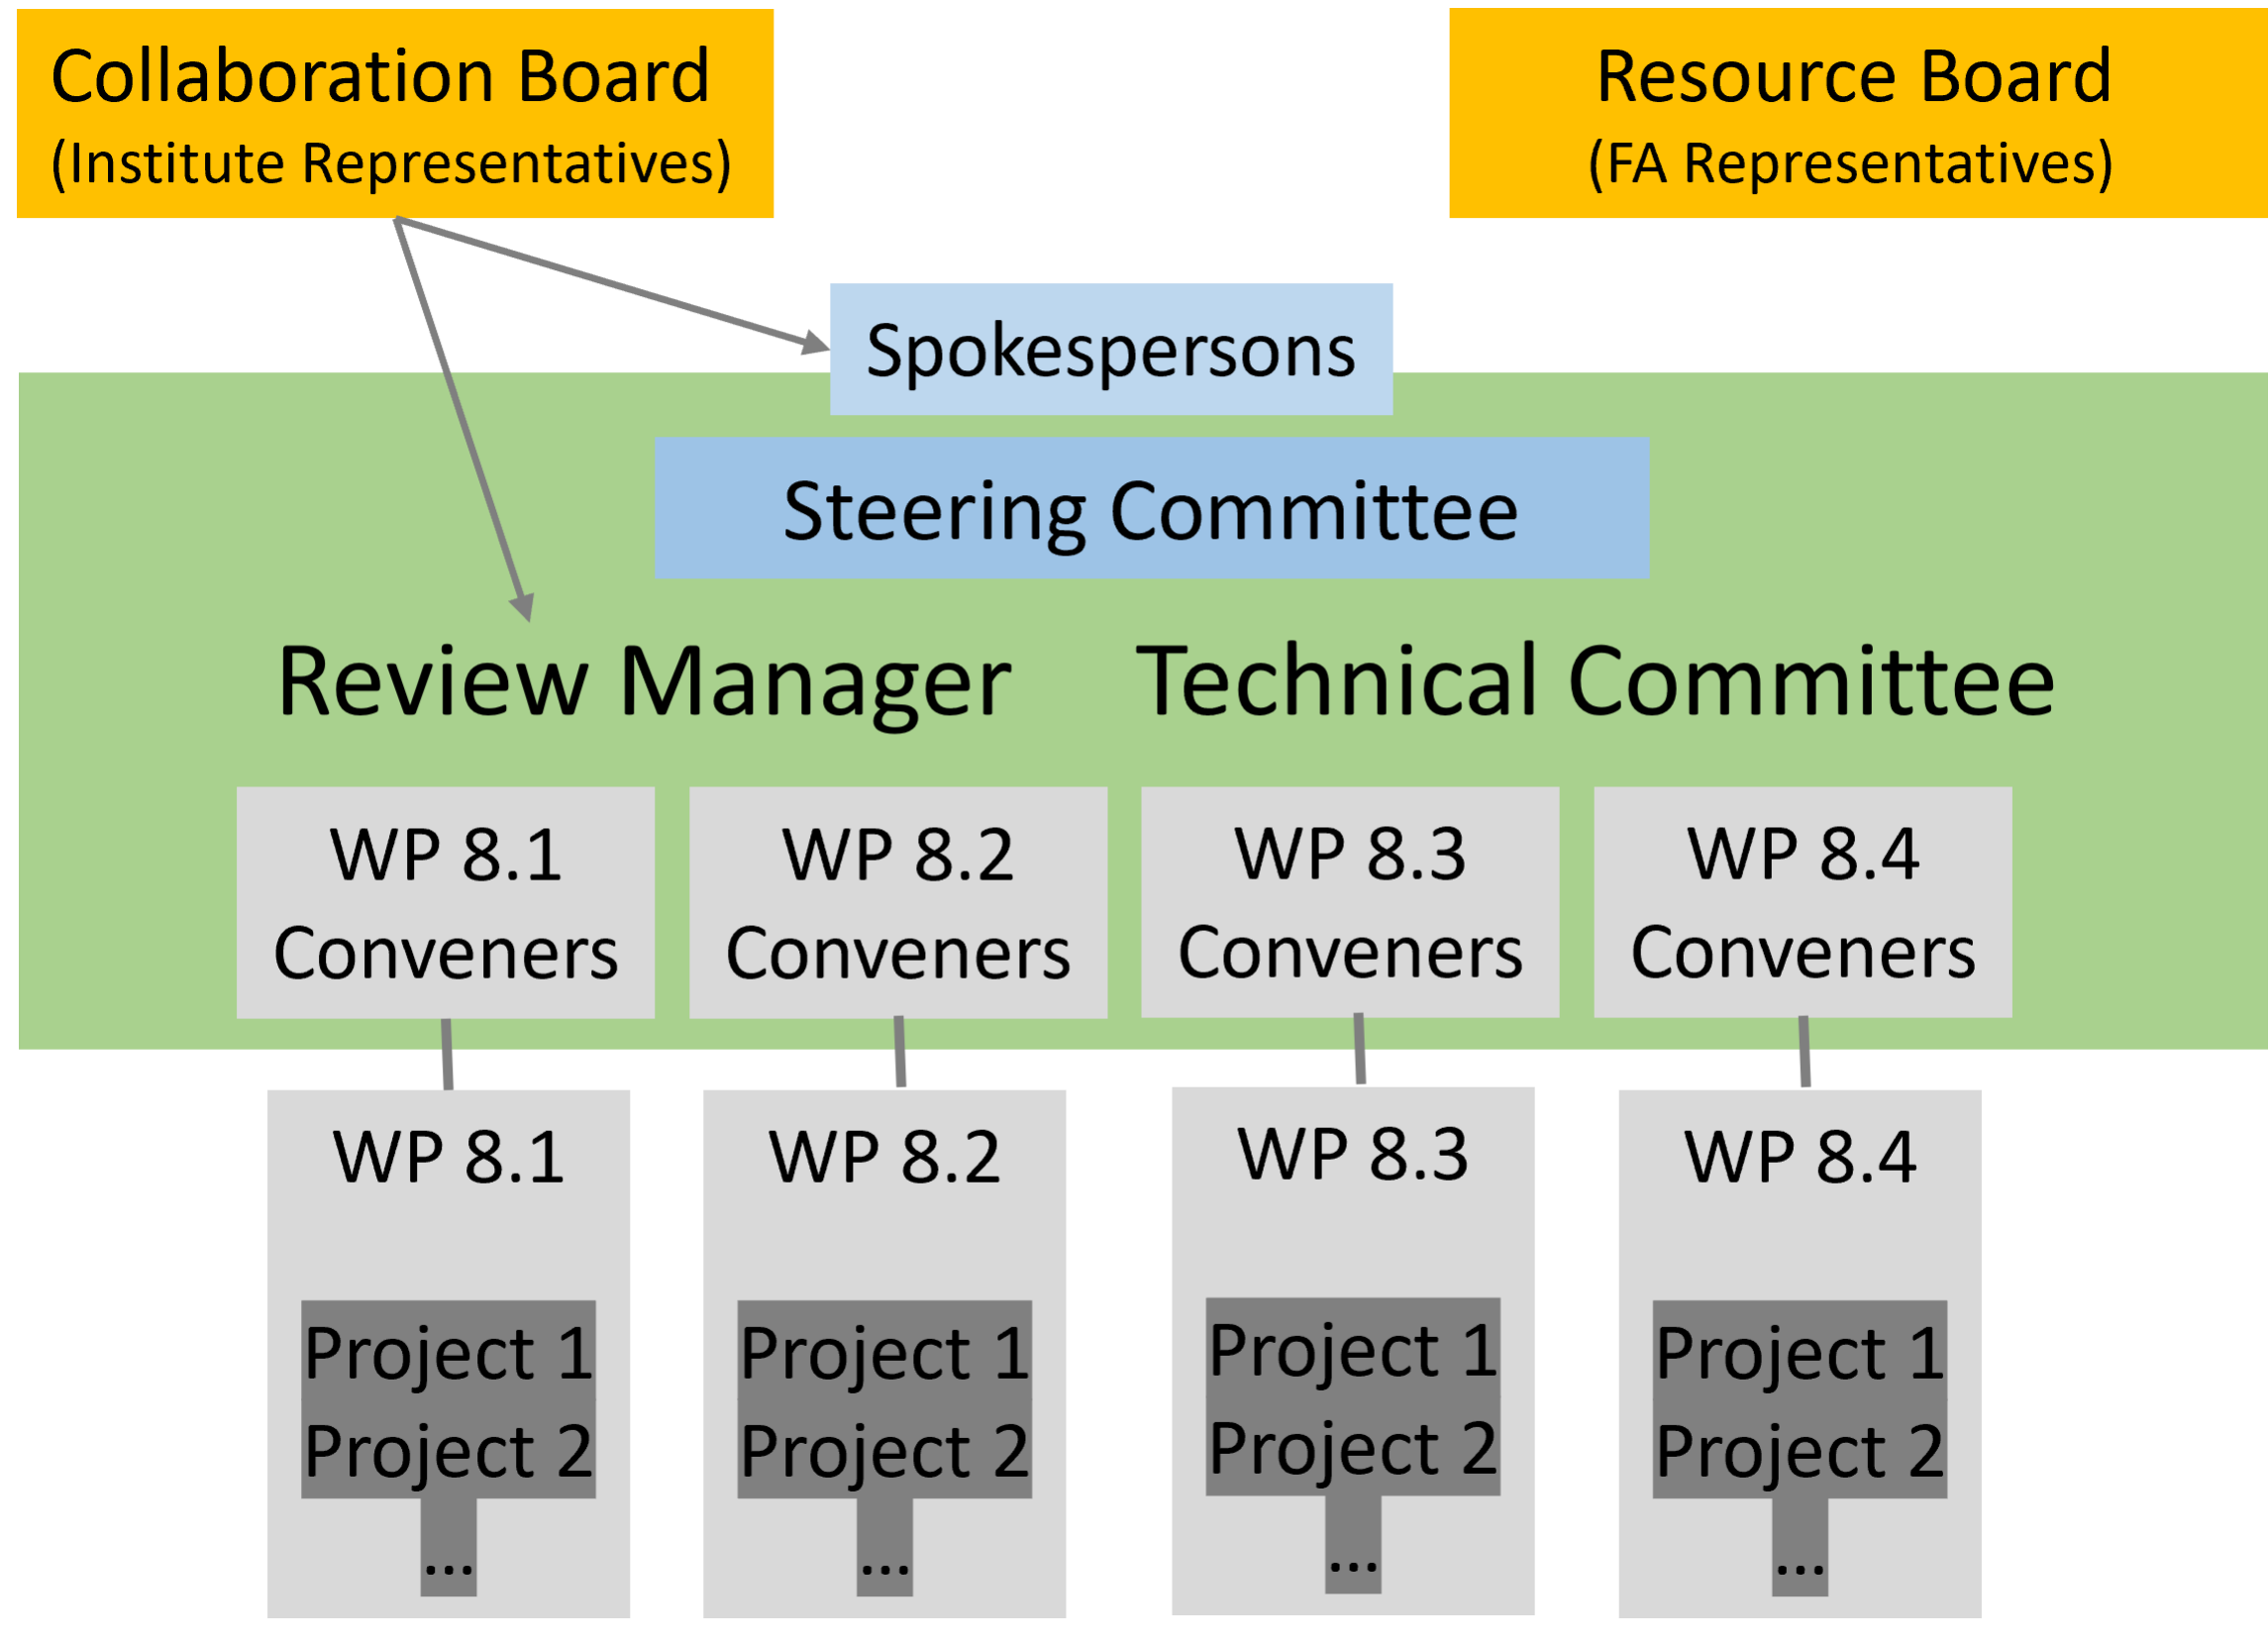 Collaboration Board
(Institute Representatives)
Resource Board
(FA Representatives)
Spokespersons
Steering Committee
Review Manager
Technical Committee
WP 8.1
Conveners
WP 8.2
Conveners
WP 8.3
Conveners
WP 8.4
Conveners
WP 8.1
Project 1
Project 2
...
WP 8.2
Project 1
Project 2
...
WP 8.3
Project 1
Project 2
...
WP 8.4
Project 1
Project 2
...